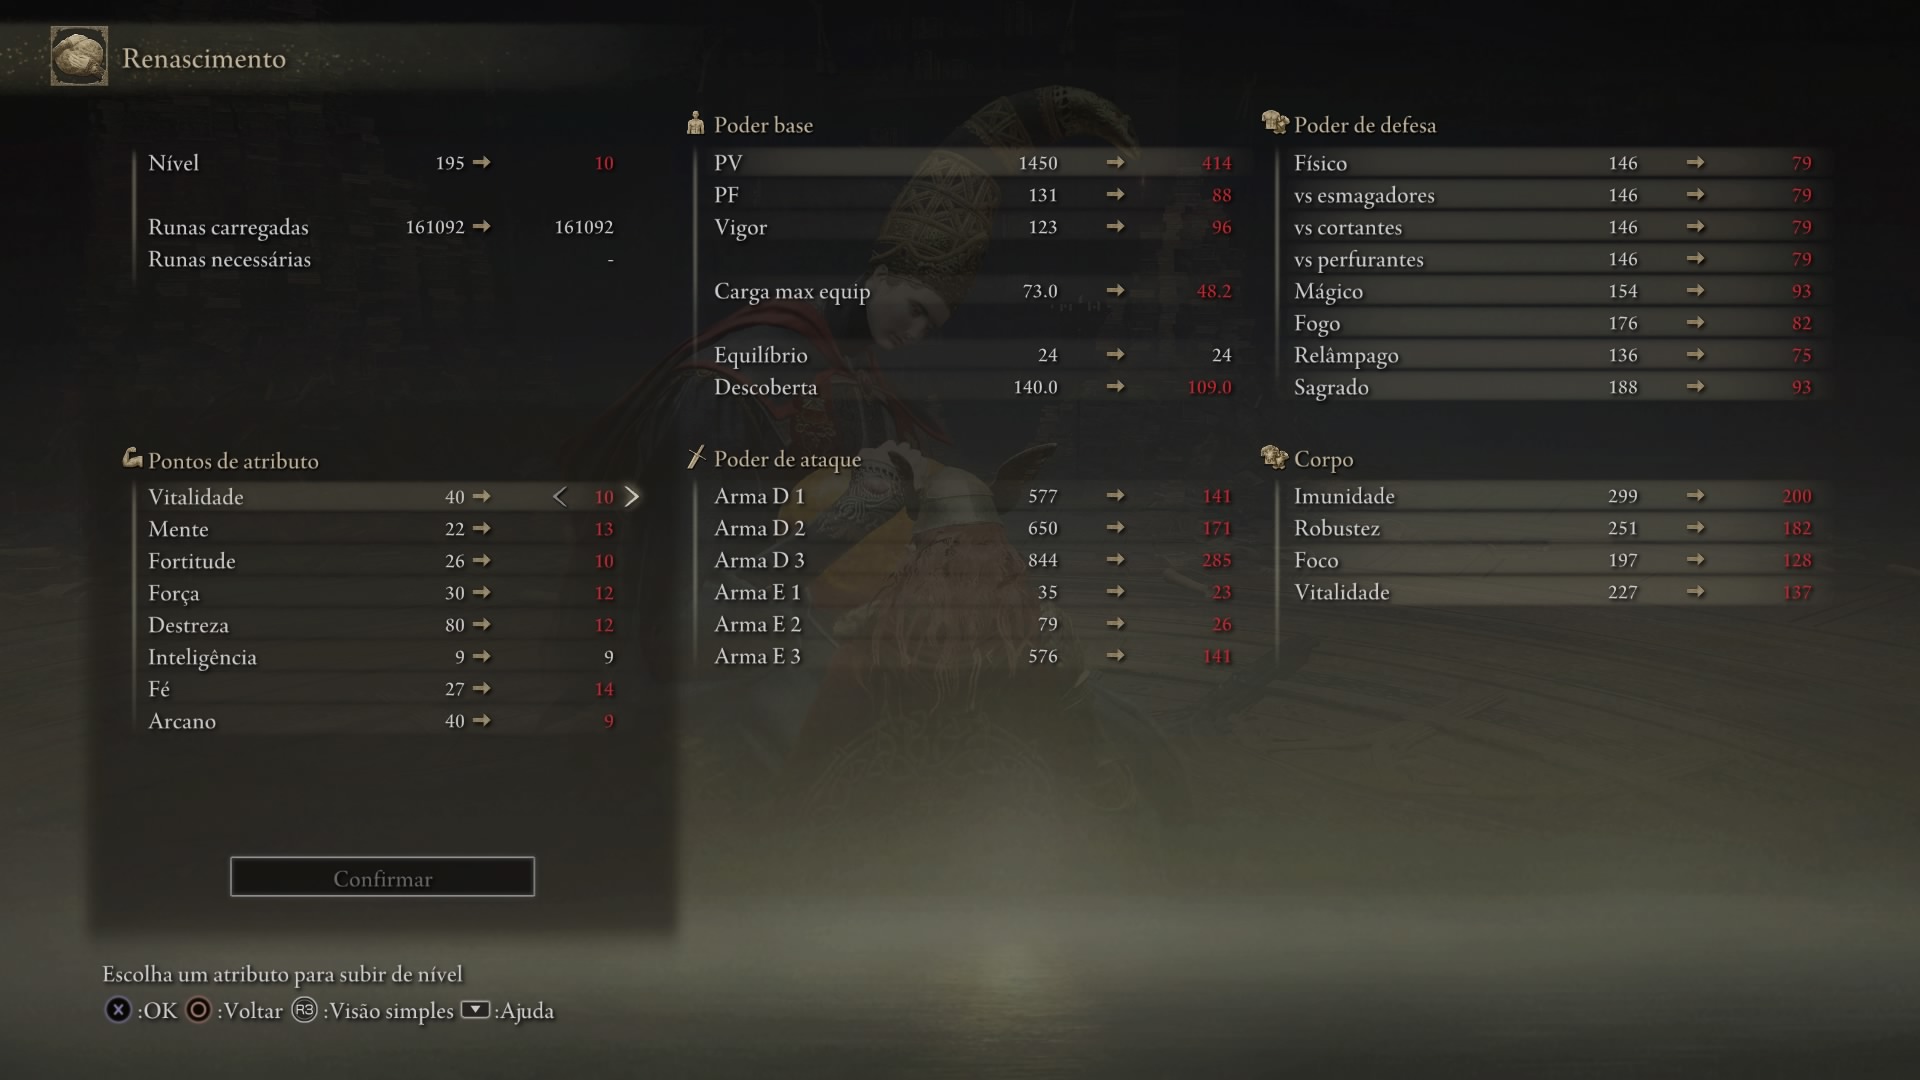 Renascimento
Nível 195 → 10
Runas carregadas 161092 → 161092
Runas necessárias -
Poder base
PV 1450 → 414
PF 131 → 88
Vigor 123 → 96
Carga max equip 73.0 → 48.2
Equilíbrio 24 → 24
Descoberta 140.0 → 109.0
Poder de defesa
Físico 146 → 79
vs esmagadores 146 → 79
vs cortantes 146 → 79
vs perfurantes 146 → 79
Mágico 154 → 93
Fogo 176 → 82
Relâmpago 136 → 75
Sagrado 188 → 93
Pontos de atributo
Vitalidade 40 → < 10 >
Mente 22 → 13
Fortitude 26 → 10
Força 30 → 12
Destreza 80 → 12
Inteligência 9 → 9
Fé 27 → 14
Arcano 40 → 9
Poder de ataque
Arma D 1 577 → 141
Arma D 2 650 → 171
Arma D 3 844 → 285
Arma E 1 35 → 23
Arma E 2 79 → 26
Arma E 3 576 → 141
Corpo
Imunidade 299 → 200
Robustez 251 → 182
Foco 197 → 128
Vitalidade 227 → 137
Confirmar
Escolha um atributo para subir de nível
X :OK O :Voltar R3 :Visão simples ▼ :Ajuda